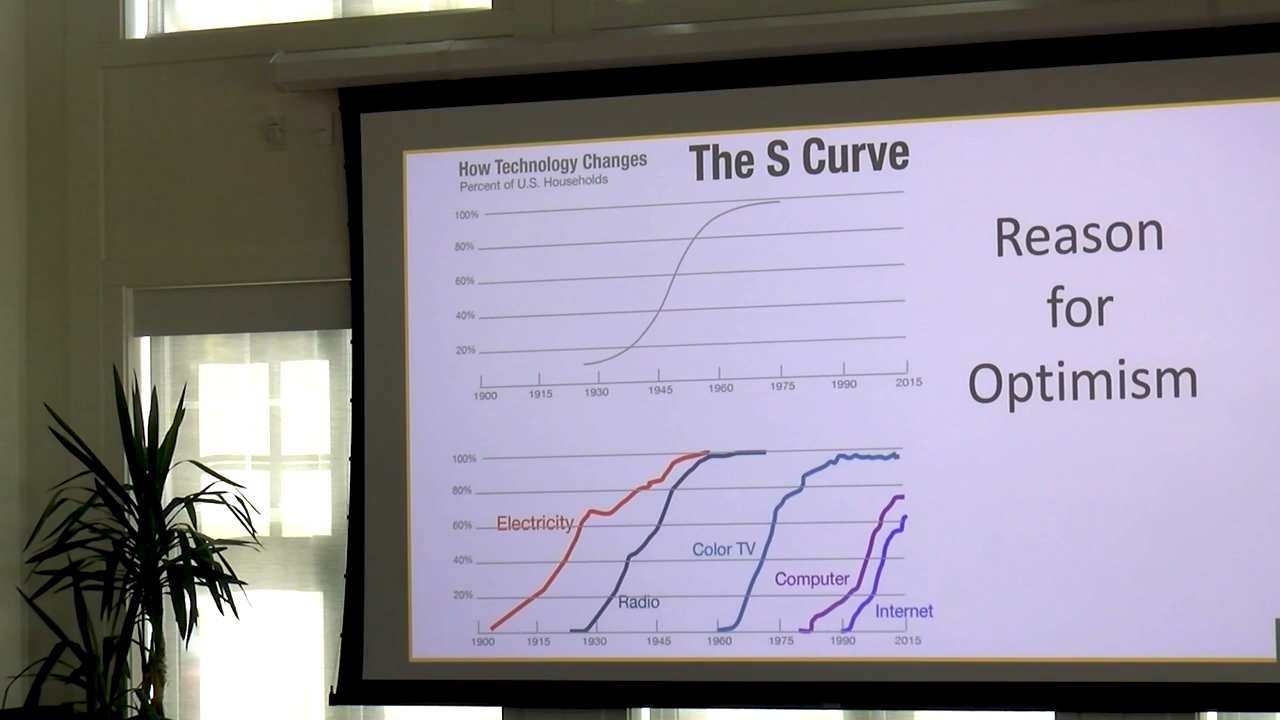 How Technology Changes
Percent of U.S. Households
The S Curve
100%
80%
60%
40%
20%
1900 1915 1930 1945 1960 1975 1990 2015
Reason
for
Optimism
100%
80%
60%
40%
20%
Electricity
Radio
Color TV
Computer
Internet
1900 1915 1930 1945 1960 1975 1990 2015